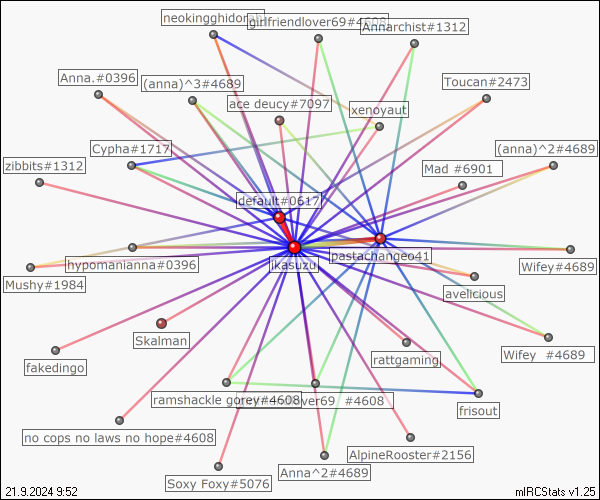 neokingghidorah
girlfriendlover69#4608
Annarchist#1312
Anna.#0396
(anna)^3#4689
ace deucy#7097
xenoyaut
Toucan#2473
Cypha#1717
(anna)^2#4689
zibbits#1312
Mad #6901
default#0617
hypomanianna#0396
ikasuzu
pastachangeo41
Wifey#4689
Mushy#1984
avelicious
Skalman
fakedingo
rattgaming
Wifey  #4689
ramshackle gorey#4608
#4608
frisout
no cops no laws no hope#4608
AlpineRooster#2156
Soxy Foxy#5076
Anna^2#4689
21.9.2024 9:52
mIRCStats v1.25